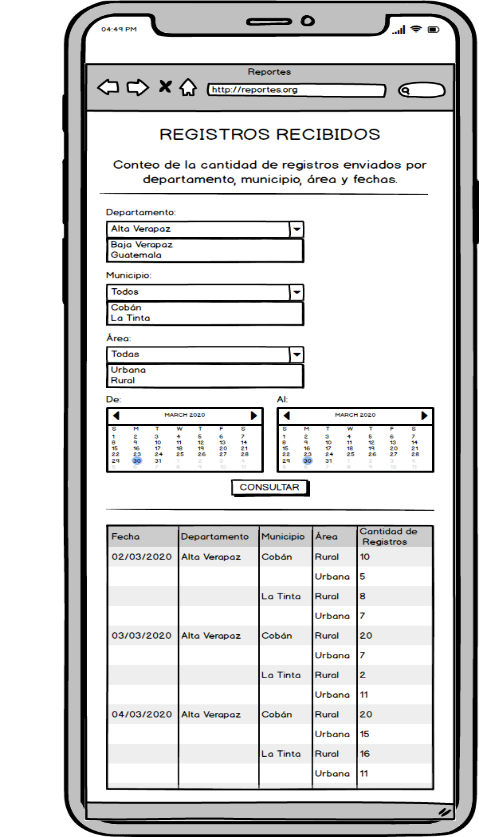 04:49 PM
Reportes
http://reportes.org
REGISTROS RECIBIDOS
Conteo de la cantidad de registros enviados por
departamento, municipio, área y fechas.
Departamento:
Alta Verapaz
Baja Verapaz
Guatemala
Municipio:
Todos
Cobán
La Tinta
Área:
Todas
Urbana
Rural
De:
MARCH 2020
S M T W T F S
1 2 3 4 5 6 7
8 9 10 11 12 13 14
15 16 17 18 19 20 21
22 23 24 25 26 27 28
29 30 31
Al:
MARCH 2020
S M T W T F S
1 2 3 4 5 6 7
8 9 10 11 12 13 14
15 16 17 18 19 20 21
22 23 24 25 26 27 28
29 30 31
CONSULTAR
Fecha Departamento Municipio Área Cantidad de Registros
02/03/2020 Alta Verapaz Cobán Rural 10
Urbana 5
La Tinta Rural 8
Urbana 7
03/03/2020 Alta Verapaz Cobán Rural 20
Urbana 7
La Tinta Rural 2
Urbana 11
04/03/2020 Alta Verapaz Cobán Rural 20
Urbana 15
La Tinta Rural 16
Urbana 11